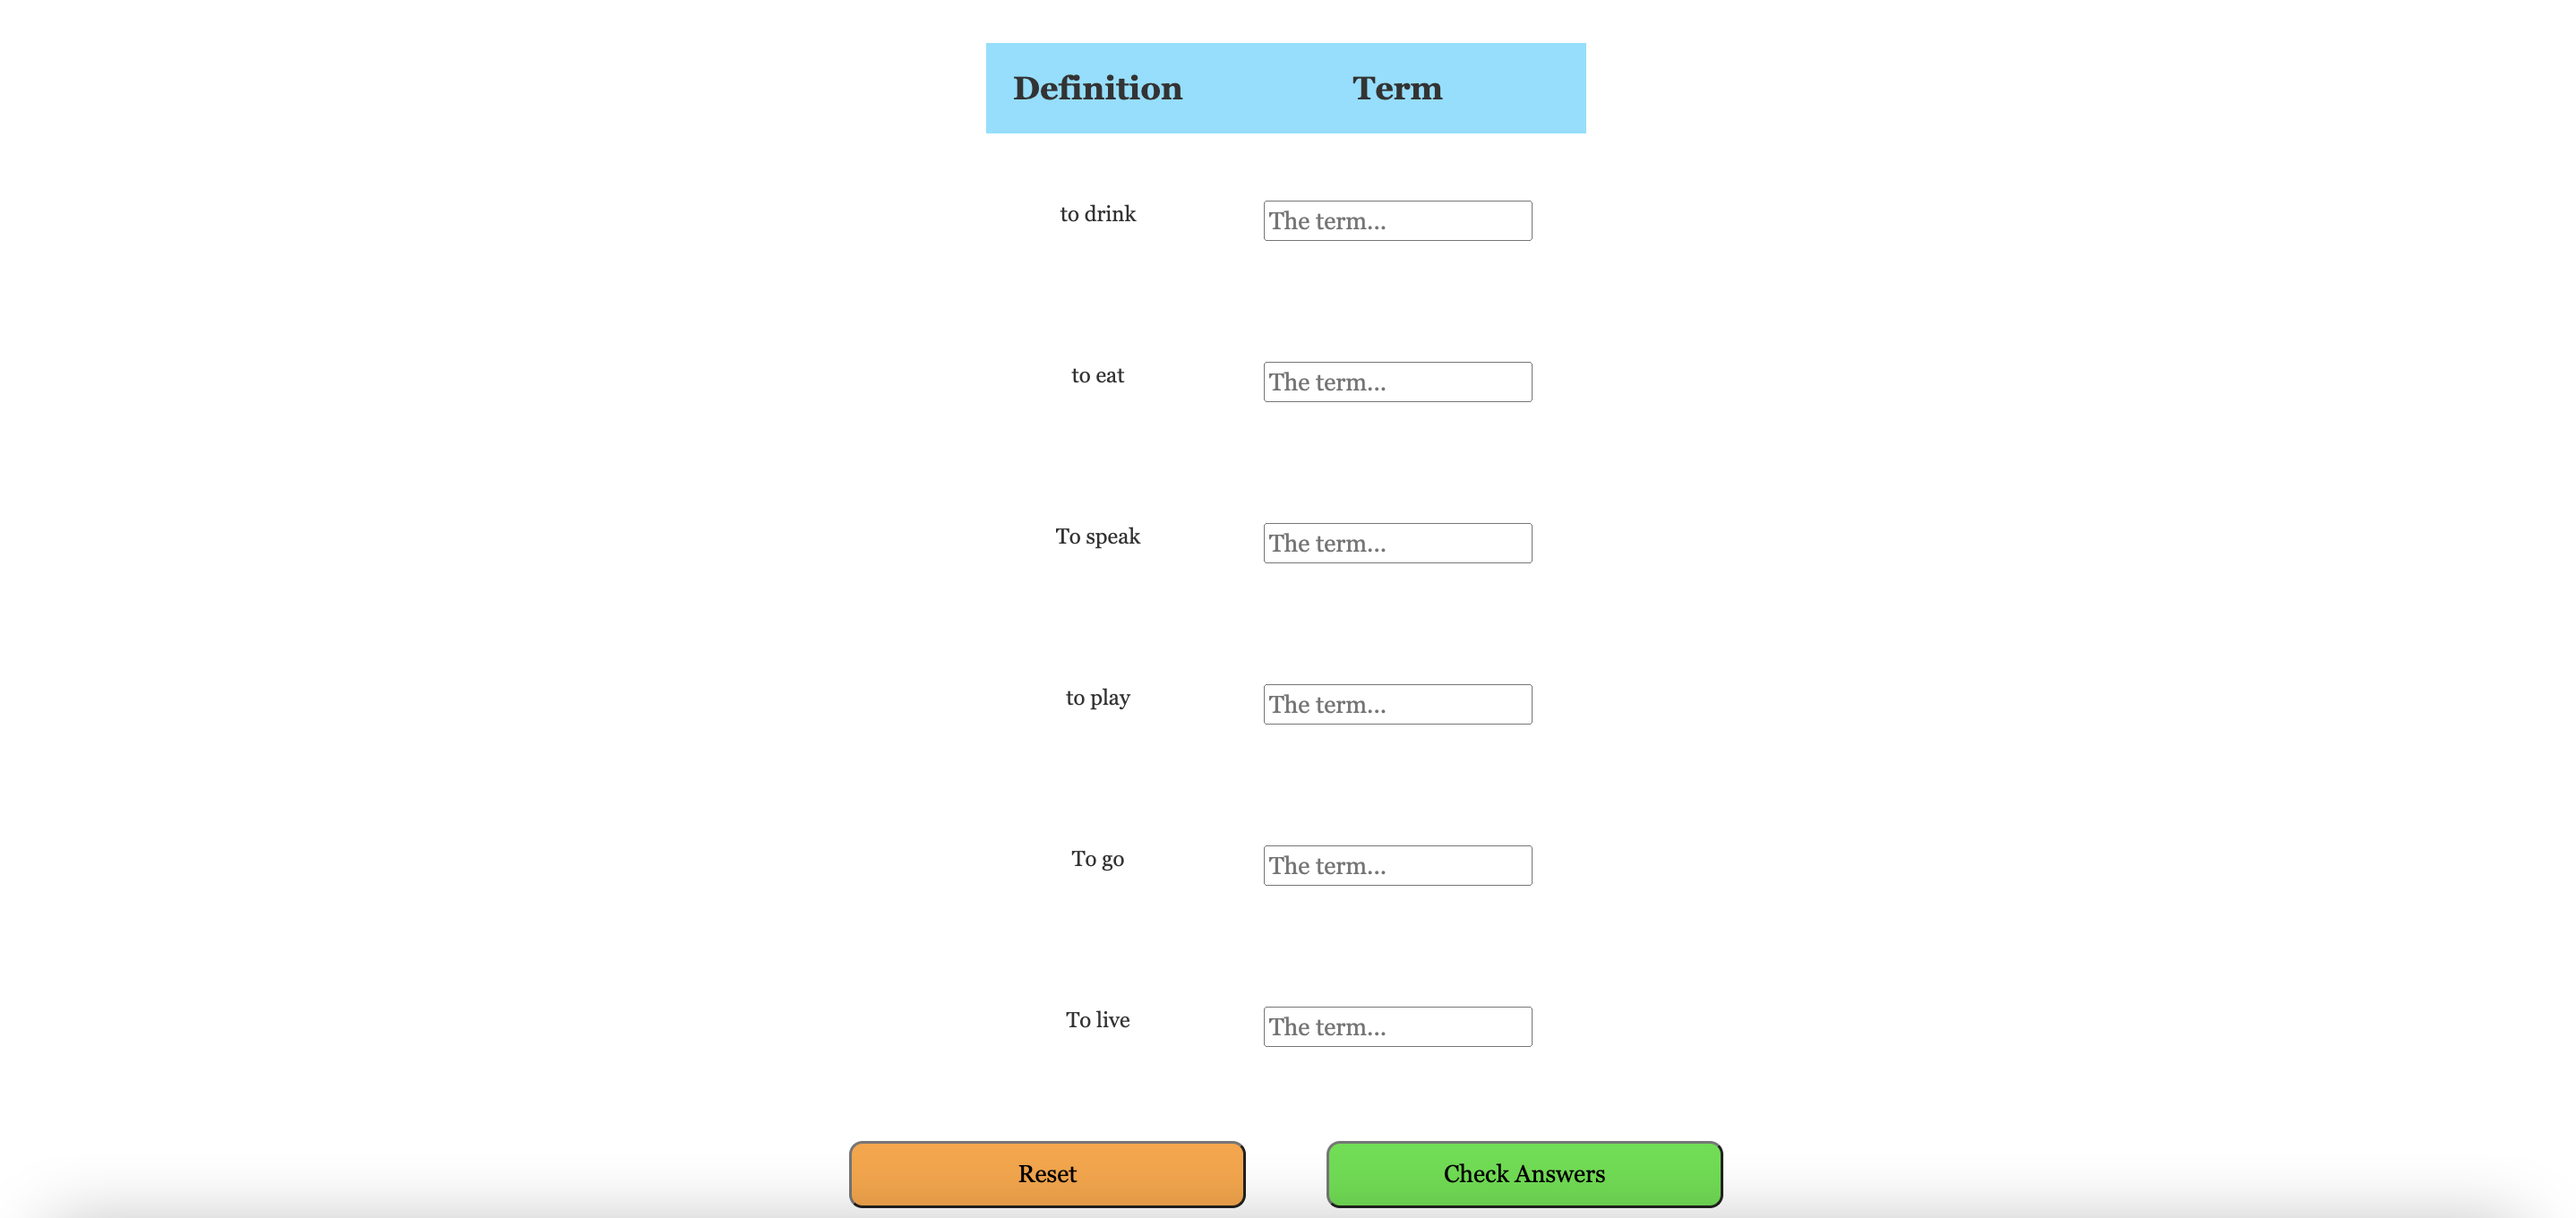 Definition Term
to drink The term...
to eat The term...
To speak The term...
to play The term...
To go The term...
To live The term...
Reset Check Answers